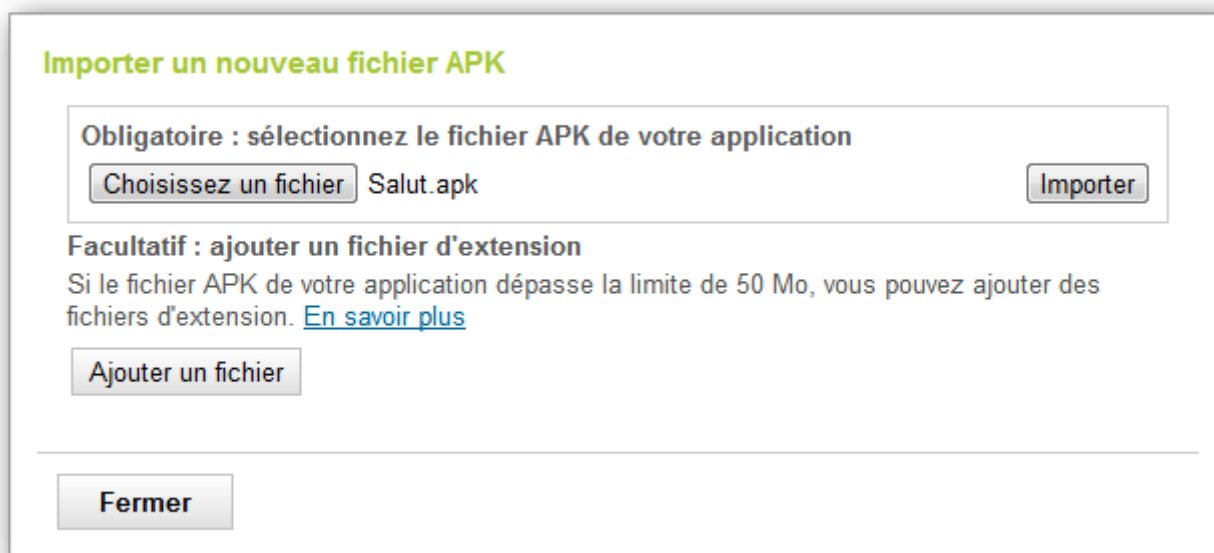 Importer un nouveau fichier APK
Obligatoire : sélectionnez le fichier APK de votre application
Choisissez un fichier Salut.apk Importer
Facultatif : ajouter un fichier d'extension
Si le fichier APK de votre application dépasse la limite de 50 Mo, vous pouvez ajouter des
fichiers d'extension. En savoir plus
Ajouter un fichier
Fermer